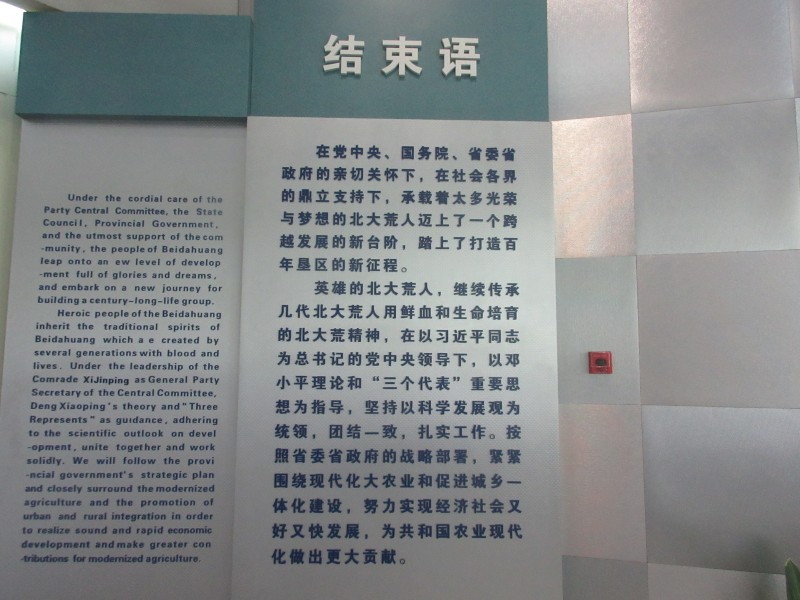 结束语
Under the cordial care of the
Party Central Committee, the State
Council, Provincial Government,
and the utmost support of the com
-munity, the people of Beidahuang
leap onto an ew level of develop
-ment full of glories and dreams,
and embark on a new journey for
building a century-long-life group.
Heroic people of the Beidahuang
inherit the traditional spirits of
Beidahuang which a e created by
several generations with blood and
lives. Under the leadership of the
Comrade XiJinping as General Party
Secretary of the Central Committee,
Deng Xiaoping's theory and "Three
Represents" as guidance, adhering
to the scientific outlook on devel
-opment, unite together and work
solidly. We will follow the provi
-ncial government's strategic plan
and closely surround the modernized
agriculture and the promotion of
urban and rural integration in order
to realize sound and rapid economic
development and make greater con
-tributions for modernized agriculture.
在党中央、国务院、省委省
政府的亲切关怀下，在社会各界
的鼎立支持下，承载着太多光荣
与梦想的北大荒人迈上了一个跨
越发展的新台阶，踏上了打造百
年垦区的新征程。
英雄的北大荒人，继续传承
几代北大荒人用鲜血和生命培育
的北大荒精神，在以习近平同志
为总书记的党中央领导下，以邓
小平理论和“三个代表”重要思
想为指导，坚持以科学发展观为
统领，团结一致，扎实工作。按
照省委省政府的战略部署，紧紧
围绕现代化大农业和促进城乡一
体化建设，努力实现经济社会又
好又快发展，为共和国农业现代
化做出更大贡献。